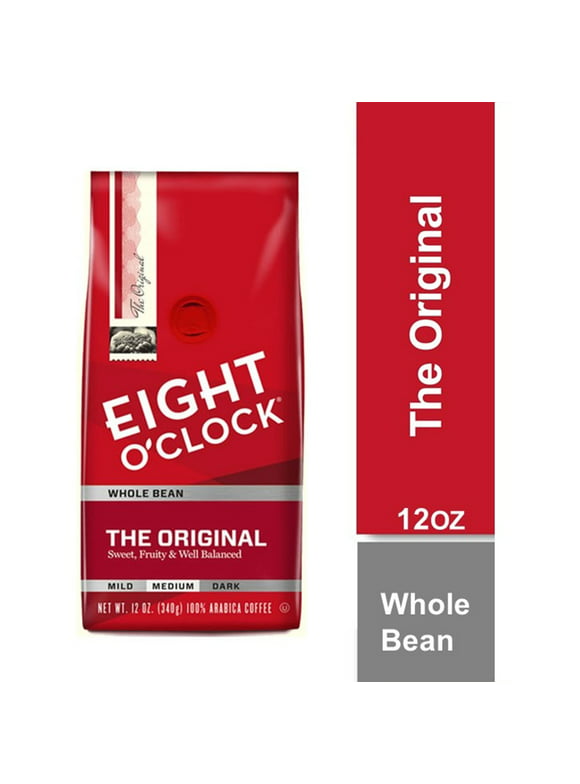 The Original
EIGHT
O'CLOCK®
WHOLE BEAN
THE ORIGINAL
Sweet, Fruity & Well Balanced
MILD MEDIUM DARK
NET WT. 12 OZ. (340g) 100% ARABICA COFFEE U
The Original
12OZ
Whole
Bean